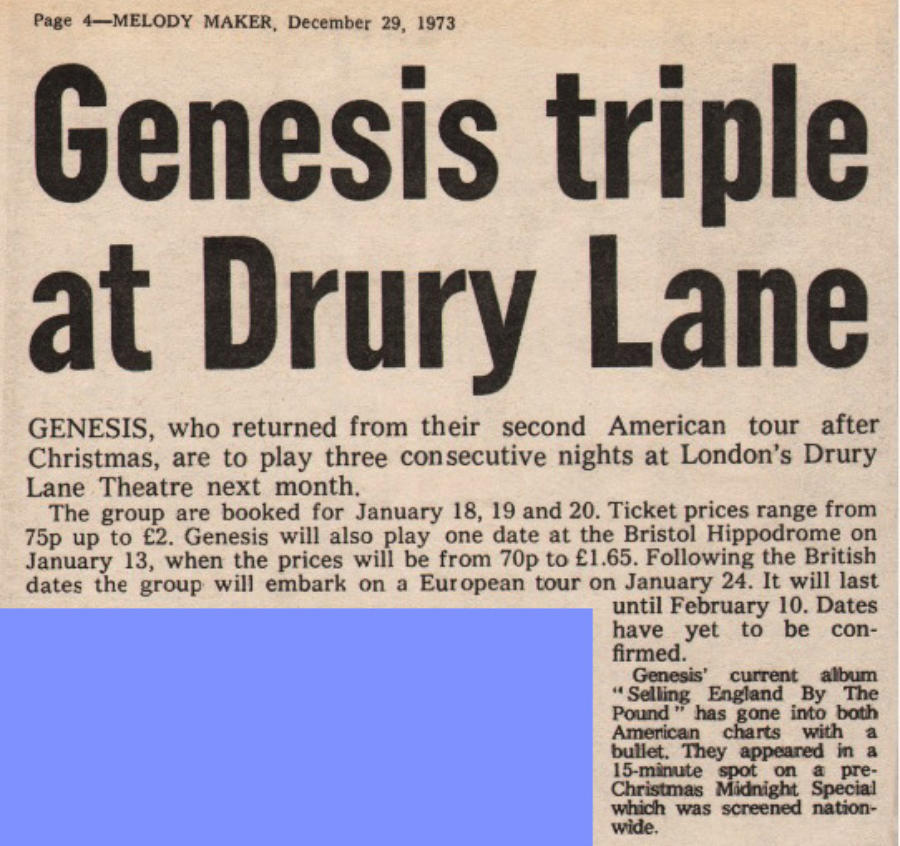 Page 4—MELODY MAKER, December 29, 1973
Genesis triple
at Drury Lane
GENESIS, who returned from their second American tour after
Christmas, are to play three consecutive nights at London's Drury
Lane Theatre next month.
The group are booked for January 18, 19 and 20. Ticket prices range from
75p up to £2. Genesis will also play one date at the Bristol Hippodrome on
January 13, when the prices will be from 70p to £1.65. Following the British
dates the group will embark on a European tour on January 24. It will last
until February 10. Dates
have yet to be con-
firmed.
Genesis' current album
"Selling England By The
Pound" has gone into both
American charts with a
bullet. They appeared in a
15-minute spot on a pre-
Christmas Midnight Special
which was screened nation-
wide.